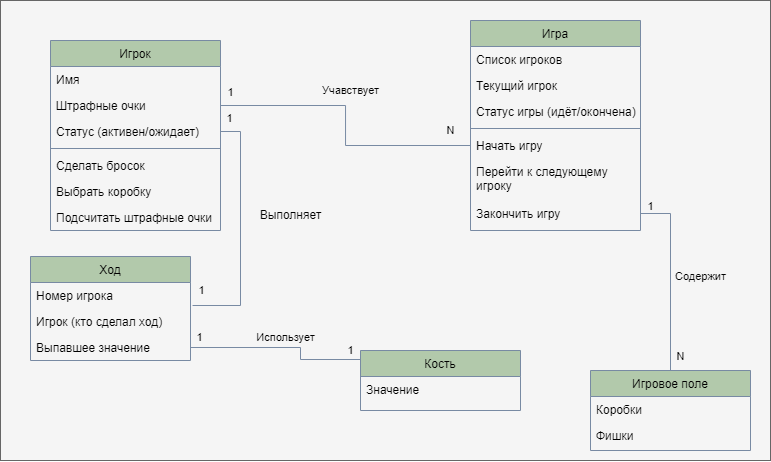 Игрок
Имя
Штрафные очки
Статус (активен/ожидает)
Сделать бросок
Выбрать коробку
Подсчитать штрафные очки
1
Учавствует
N
1
Выполняет
1
Игра
Список игроков
Текущий игрок
Статус игры (идёт/окончена)
Начать игру
Перейти к следующему
игроку
Закончить игру
1
Содержит
N
Ход
Номер игрока
Игрок (кто сделал ход)
Выпавшее значение
1
Использует
1
Кость
Значение
Игровое поле
Коробки
Фишки